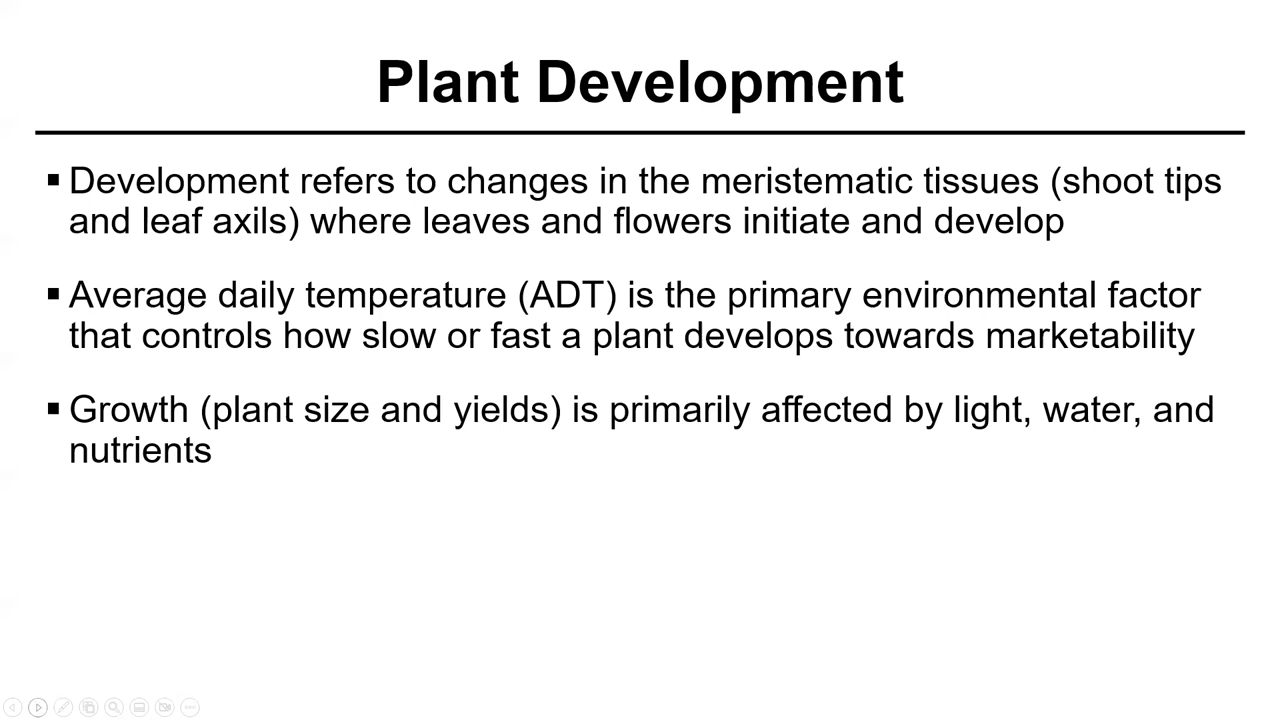 Plant Development
▪ Development refers to changes in the meristematic tissues (shoot tips
and leaf axils) where leaves and flowers initiate and develop
▪ Average daily temperature (ADT) is the primary environmental factor
that controls how slow or fast a plant develops towards marketability
▪ Growth (plant size and yields) is primarily affected by light, water, and
nutrients